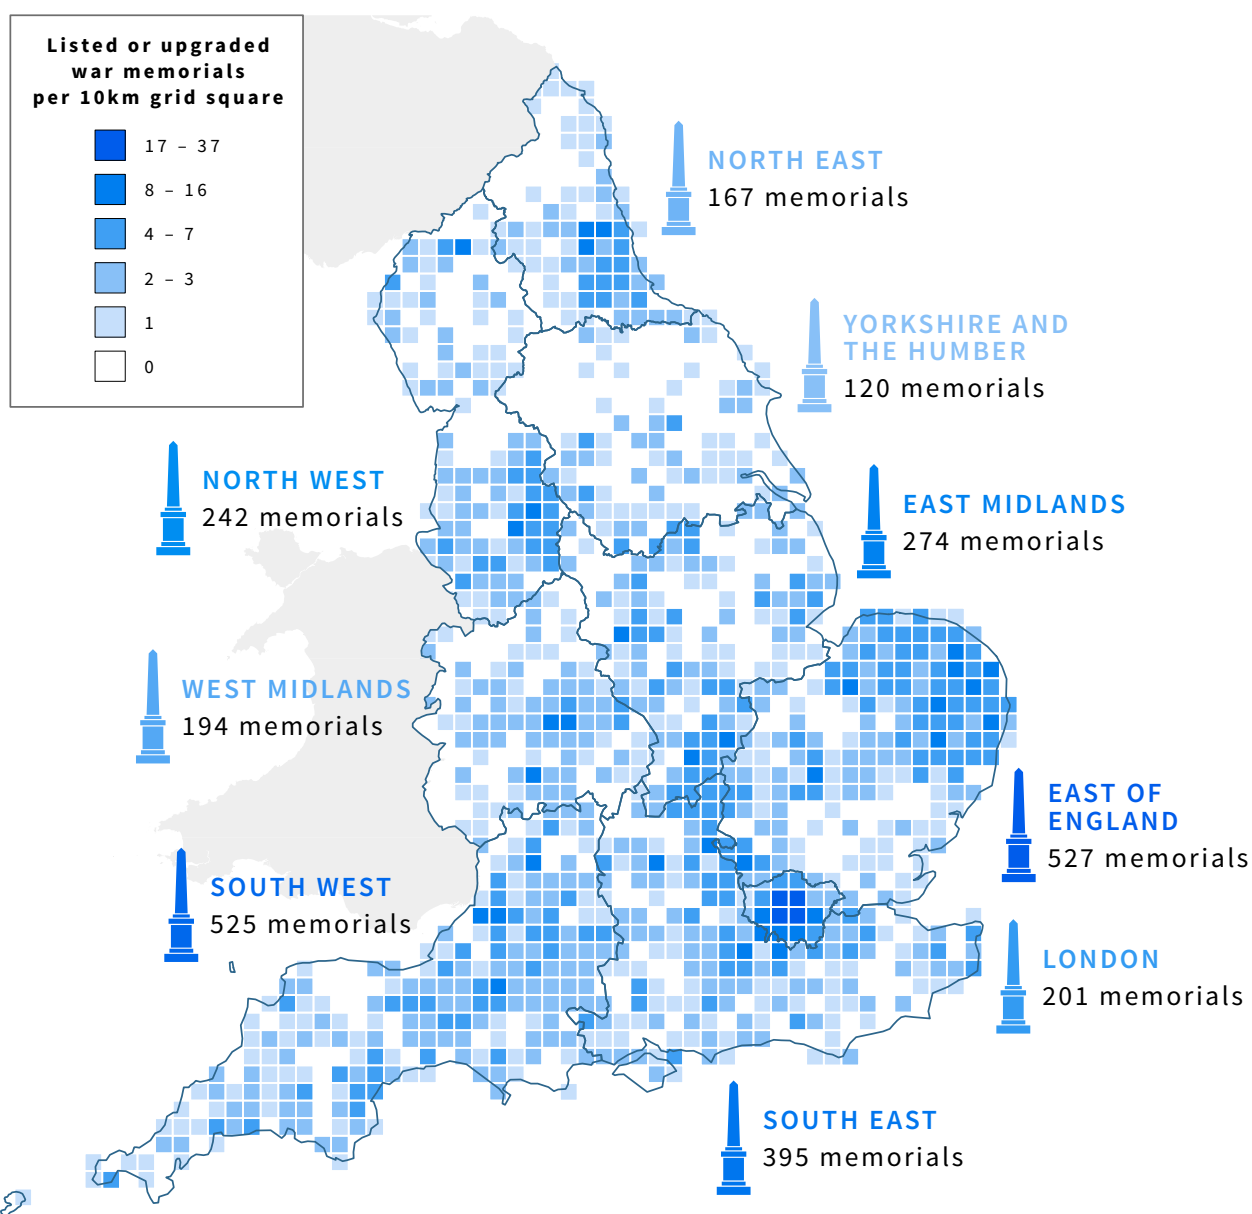 Listed or upgraded
war memorials
per 10km grid square
17 – 37
8 – 16
4 – 7
2 – 3
1
0
NORTH EAST
167 memorials
YORKSHIRE AND
THE HUMBER
120 memorials
NORTH WEST
242 memorials
EAST MIDLANDS
274 memorials
WEST MIDLANDS
194 memorials
EAST OF
ENGLAND
527 memorials
SOUTH WEST
525 memorials
LONDON
201 memorials
SOUTH EAST
395 memorials